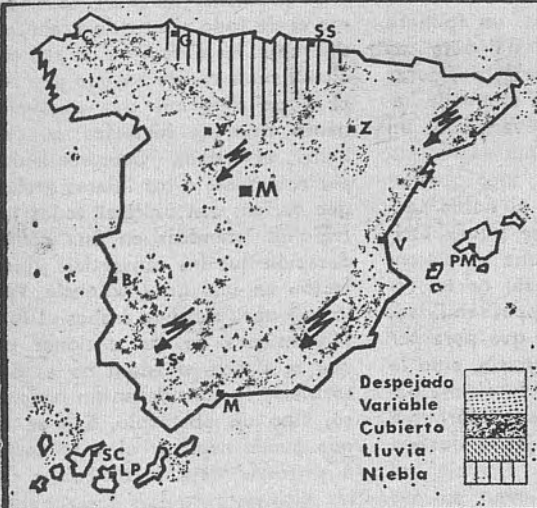 C
G
SS
V
Z
M
V
PM
B
S
M
SC
LP
Despejado
Variable
Cubierto
Lluvia
Niebla